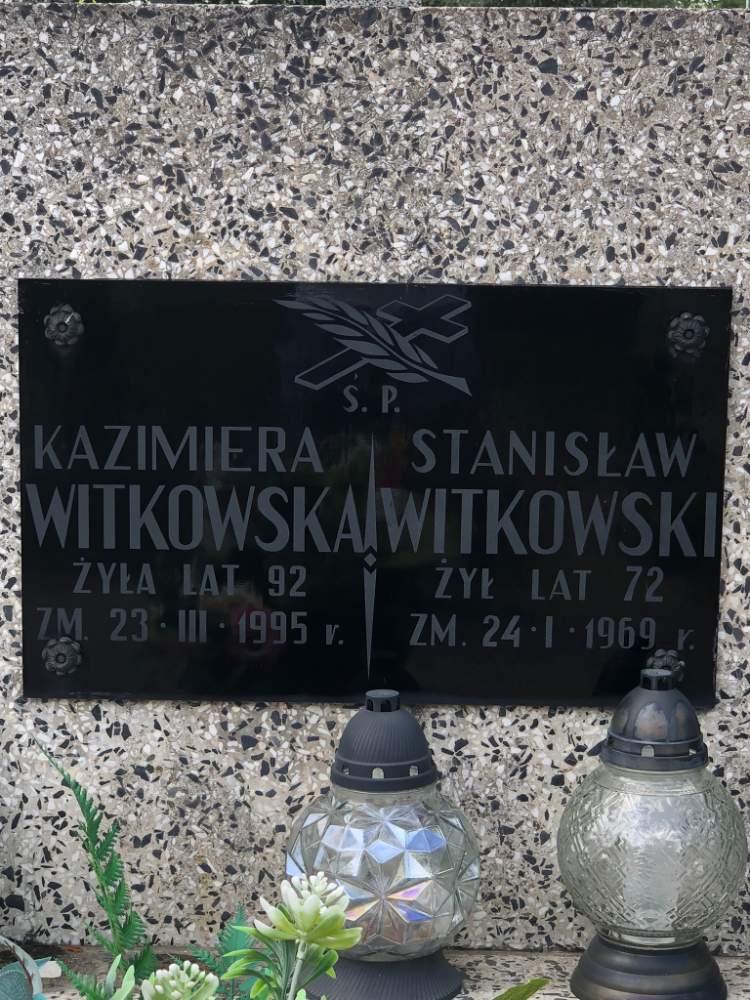 Ś. P.
KAZIMIERA
WITKOWSKA
ŻYŁA LAT 92
ZM. 23·III·1995 r.
STANISŁAW
WITKOWSKI
ŻYŁ LAT 72
ZM. 24·I·1969 r.